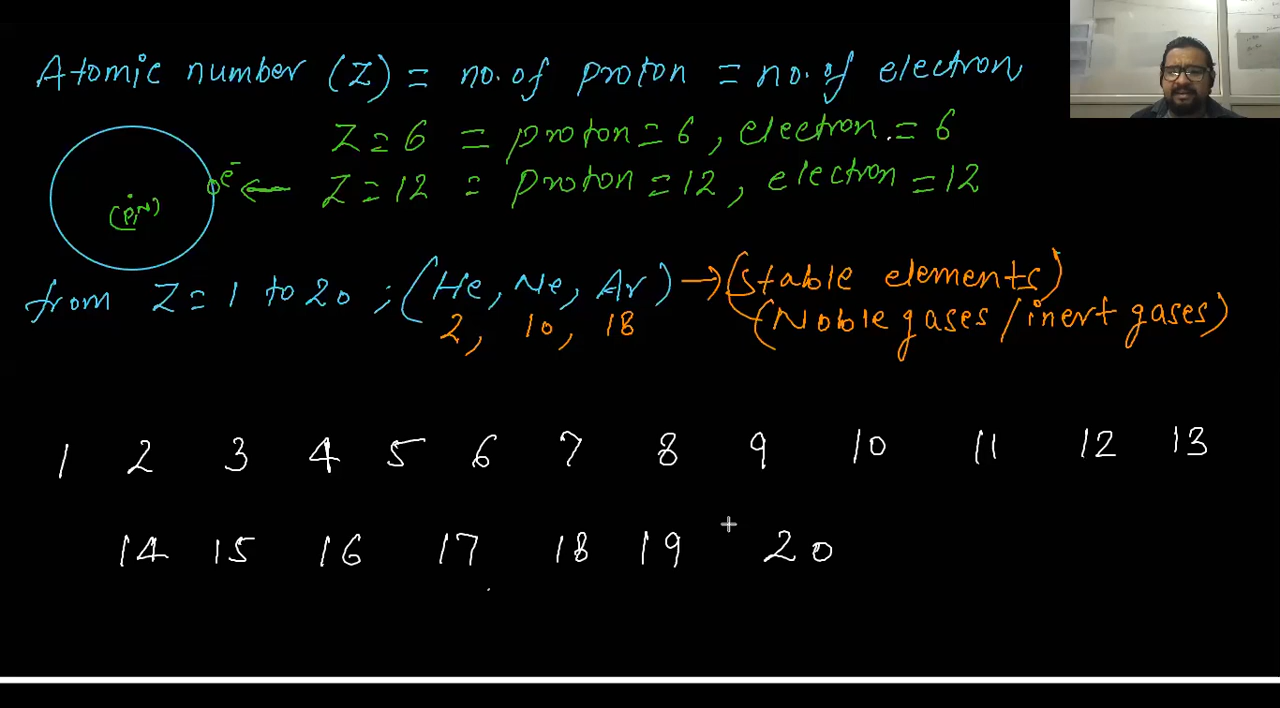 Atomic number (Z) = no. of proton = no. of electron
Z = 6 = proton = 6, electron = 6
e⁻ ← Z = 12 = proton = 12, electron = 12
(P,N)
from Z = 1 to 20 ; (He, Ne, Ar) → (stable elements)
2, 10, 18 (Noble gases / inert gases)
1 2 3 4 5 6 7 8 9 10 11 12 13
14 15 16 17 18 19 20